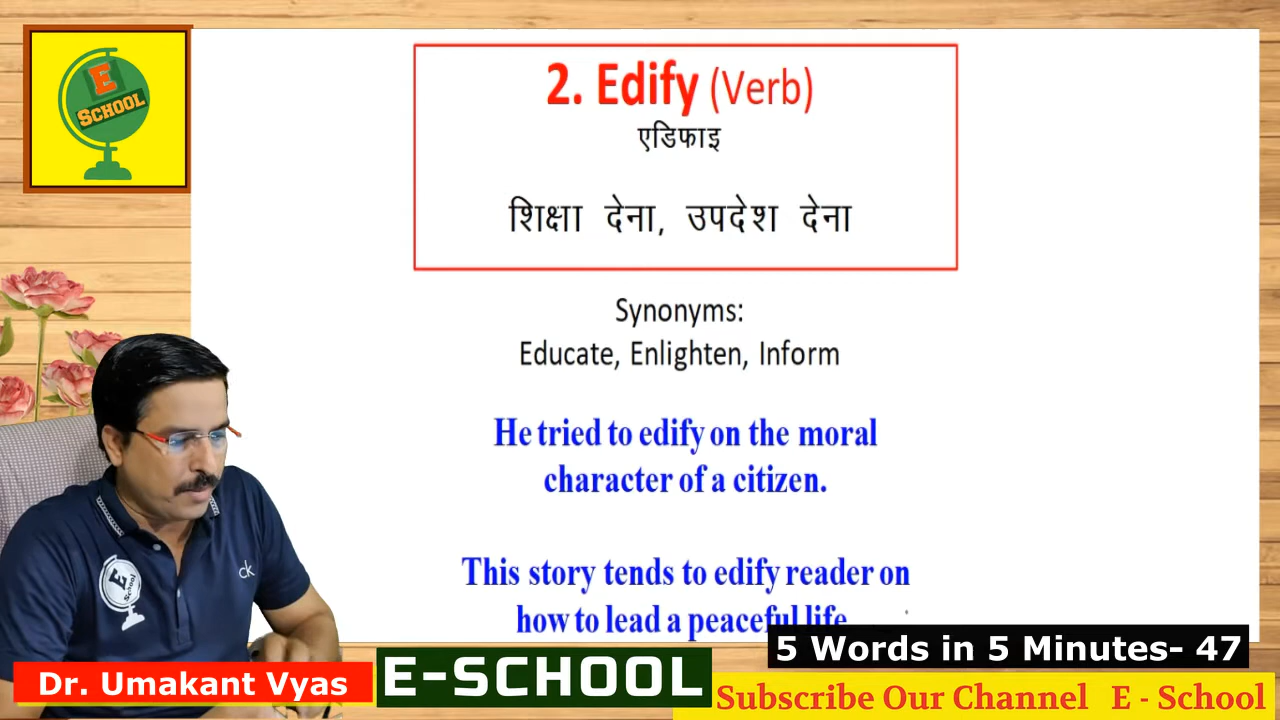 E
SCHOOL
2. Edify (Verb)
एडिफाइ
शिक्षा देना, उपदेश देना
Synonyms:
Educate, Enlighten, Inform
He tried to edify on the moral
character of a citizen.
This story tends to edify reader on
how to lead a peaceful life
E
School
ck
5 Words in 5 Minutes- 47
Dr. Umakant Vyas
E-SCHOOL
Subscribe Our Channel E - School